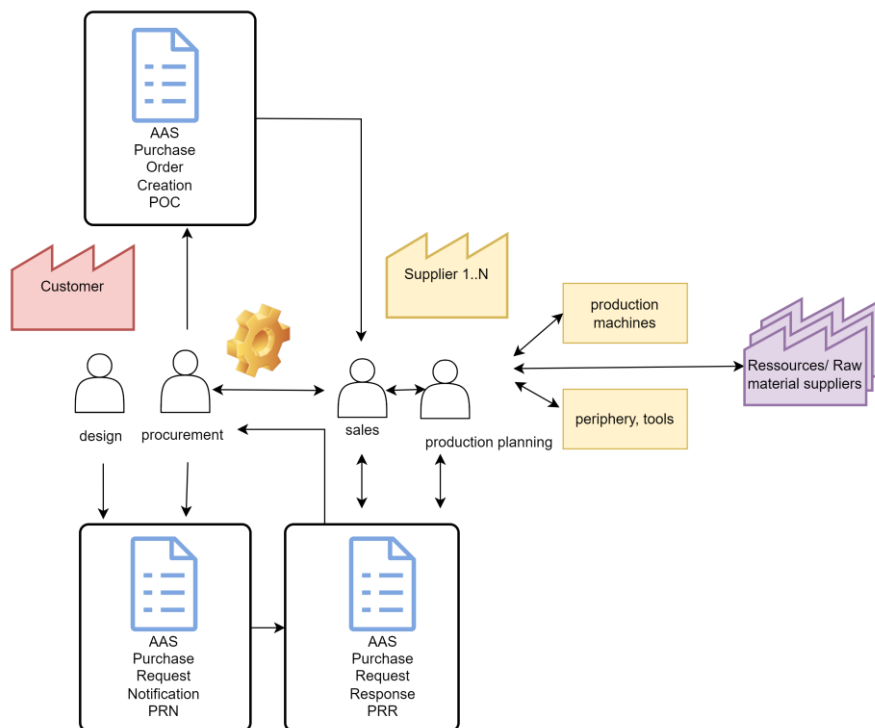 AAS
Purchase
Order
Creation
POC
Customer
Supplier 1..N
production
machines
Ressources/ Raw
material suppliers
periphery, tools
design
procurement
sales
production planning
AAS
Purchase
Request
Notification
PRN
AAS
Purchase
Request
Response
PRR